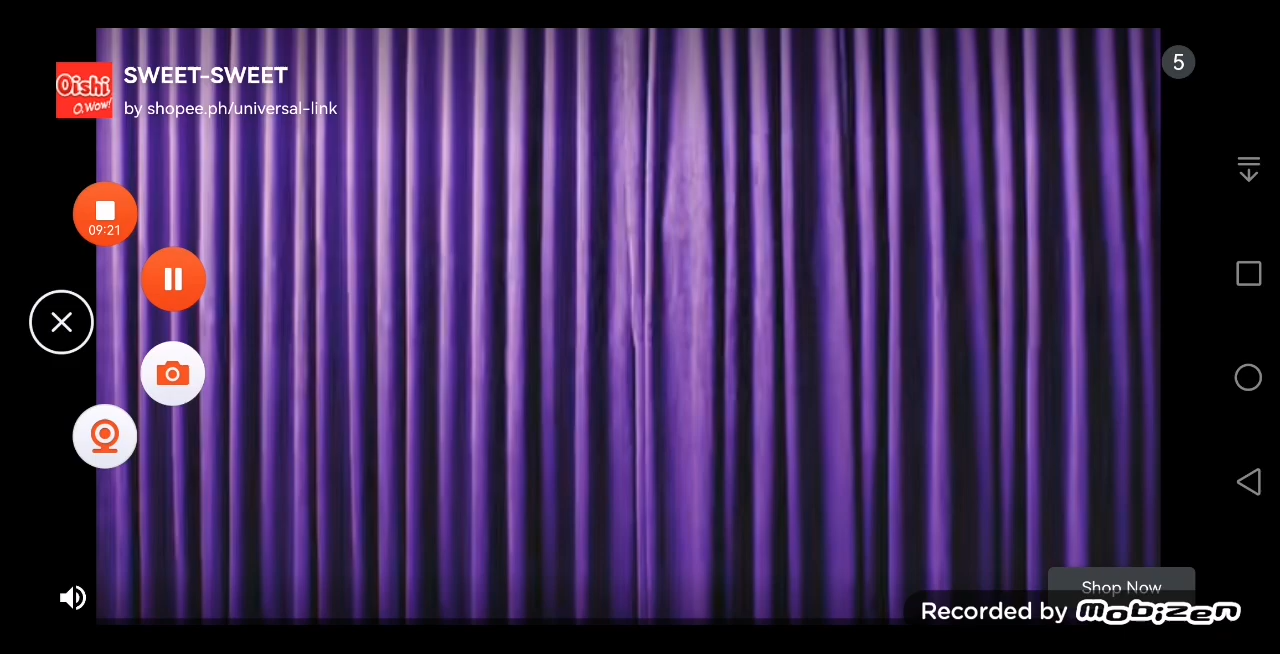 SWEET-SWEET
by shopee.ph/universal-link
Oishi
O, Wow!
5
09:21
Shop Now
Recorded by mobizen